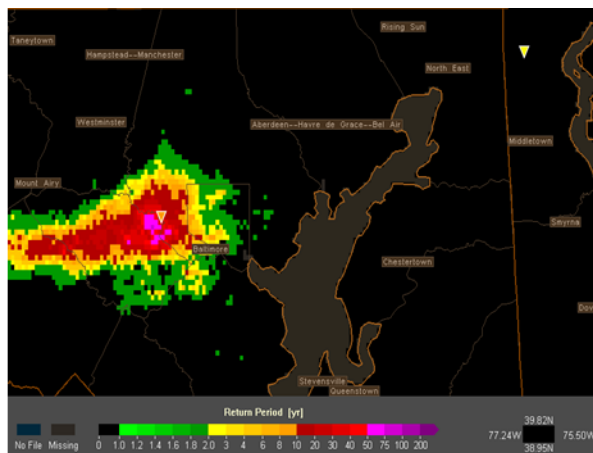 Rising Sun
Taneytown
Hampstead--Manchester
North East
Westminster
Aberdeen--Havre de Grace--Bel Air
Middletown
Mount Airy
Smyrna
Baltimore
Chestertown
Dov
Stevensville
Queenstown
Return Period [yr]
No File Missing 0 1.0 1.2 1.4 1.6 1.8 2.0 3 4 6 8 10 20 30 40 50 75 100 200
39.82N
77.24W 75.50W
38.95N